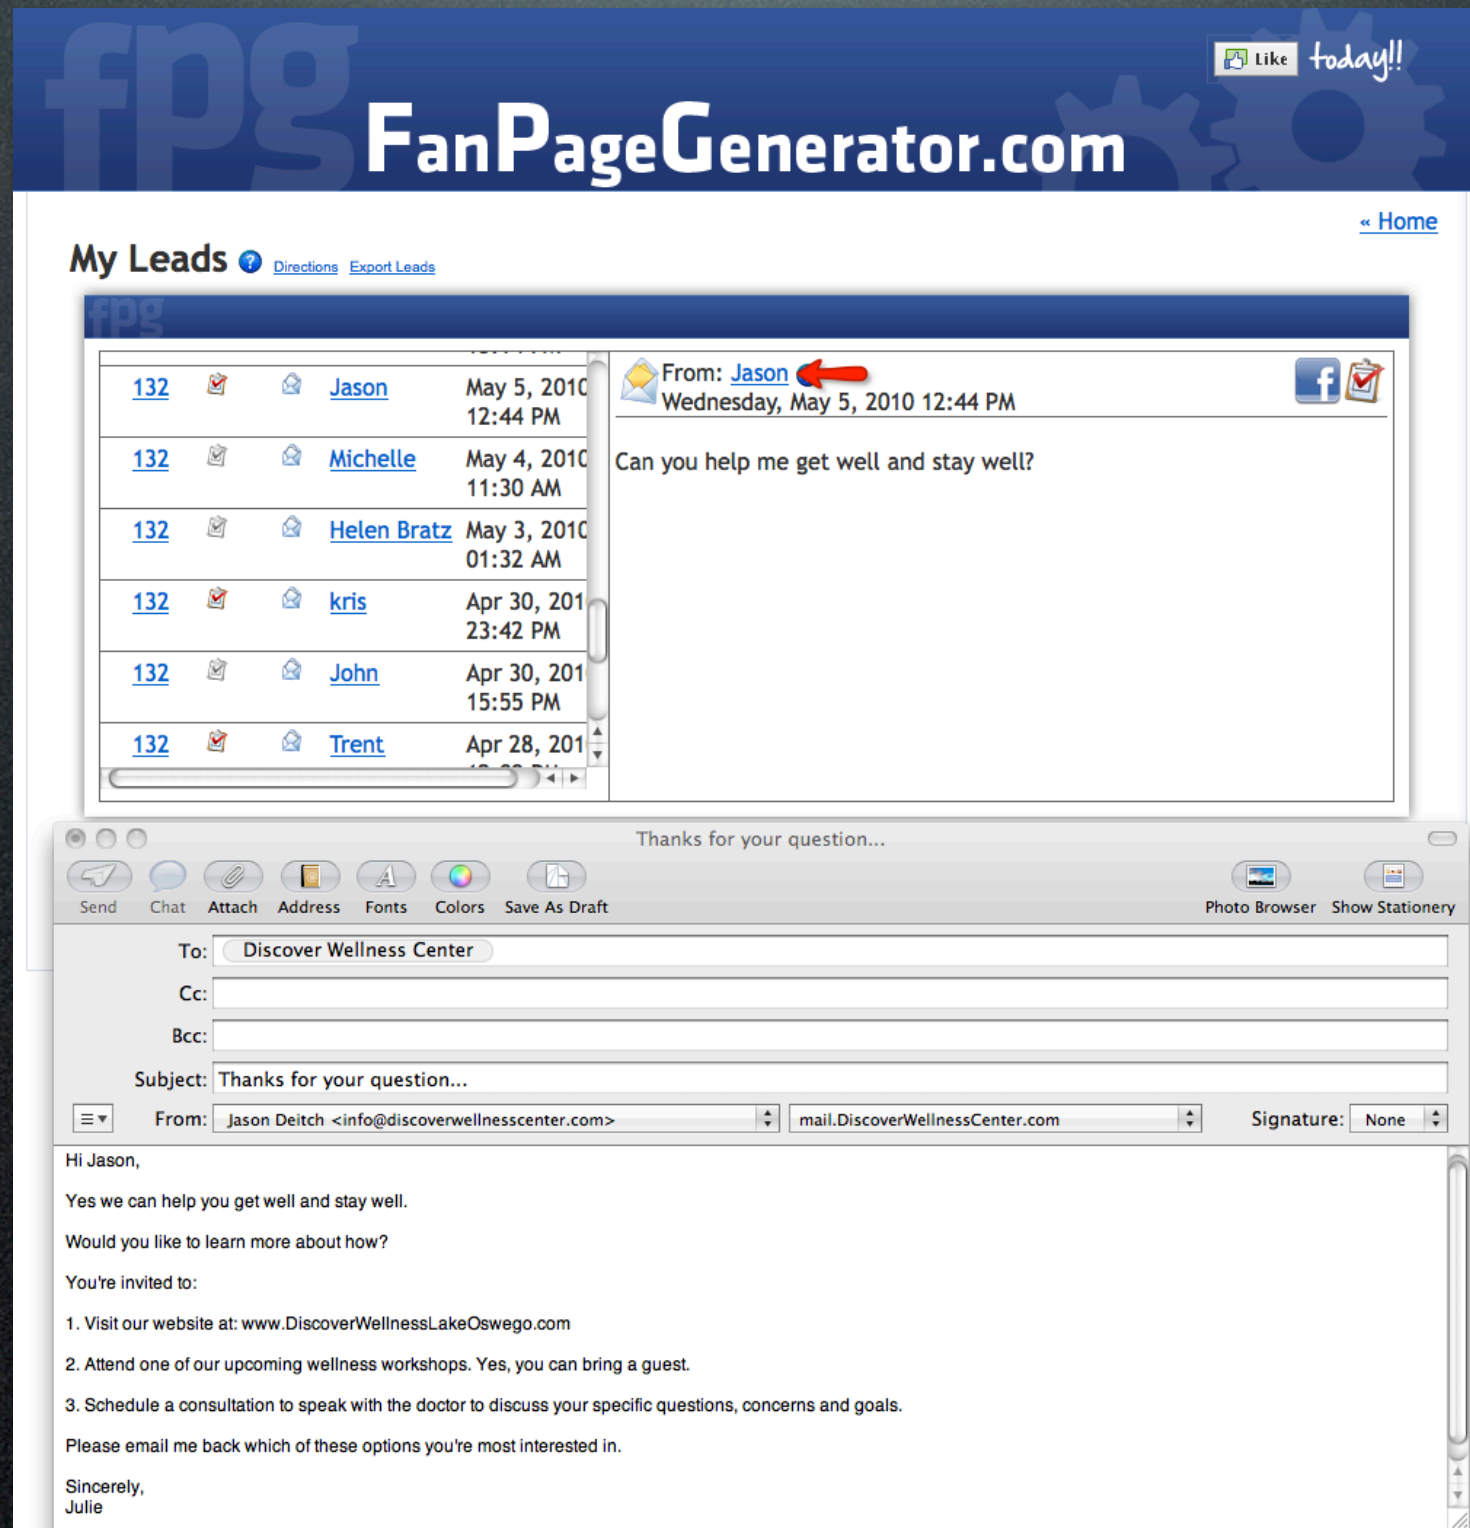 fpg
Like today!!
FanPageGenerator.com
« Home
My Leads ? Directions Export Leads
fpg
132 Jason May 5, 2010
12:44 PM
132 Michelle May 4, 2010
11:30 AM
132 Helen Bratz May 3, 2010
01:32 AM
132 kris Apr 30, 201
23:42 PM
132 John Apr 30, 201
15:55 PM
132 Trent Apr 28, 201
From: Jason
Wednesday, May 5, 2010 12:44 PM
f
Can you help me get well and stay well?
Thanks for your question...
Send Chat Attach Address Fonts Colors Save As Draft Photo Browser Show Stationery
To: Discover Wellness Center
Cc:
Bcc:
Subject: Thanks for your question...
From: Jason Deitch <info@discoverwellnesscenter.com> mail.DiscoverWellnessCenter.com Signature: None
Hi Jason,
Yes we can help you get well and stay well.
Would you like to learn more about how?
You're invited to:
1. Visit our website at: www.DiscoverWellnessLakeOswego.com
2. Attend one of our upcoming wellness workshops. Yes, you can bring a guest.
3. Schedule a consultation to speak with the doctor to discuss your specific questions, concerns and goals.
Please email me back which of these options you're most interested in.
Sincerely,
Julie